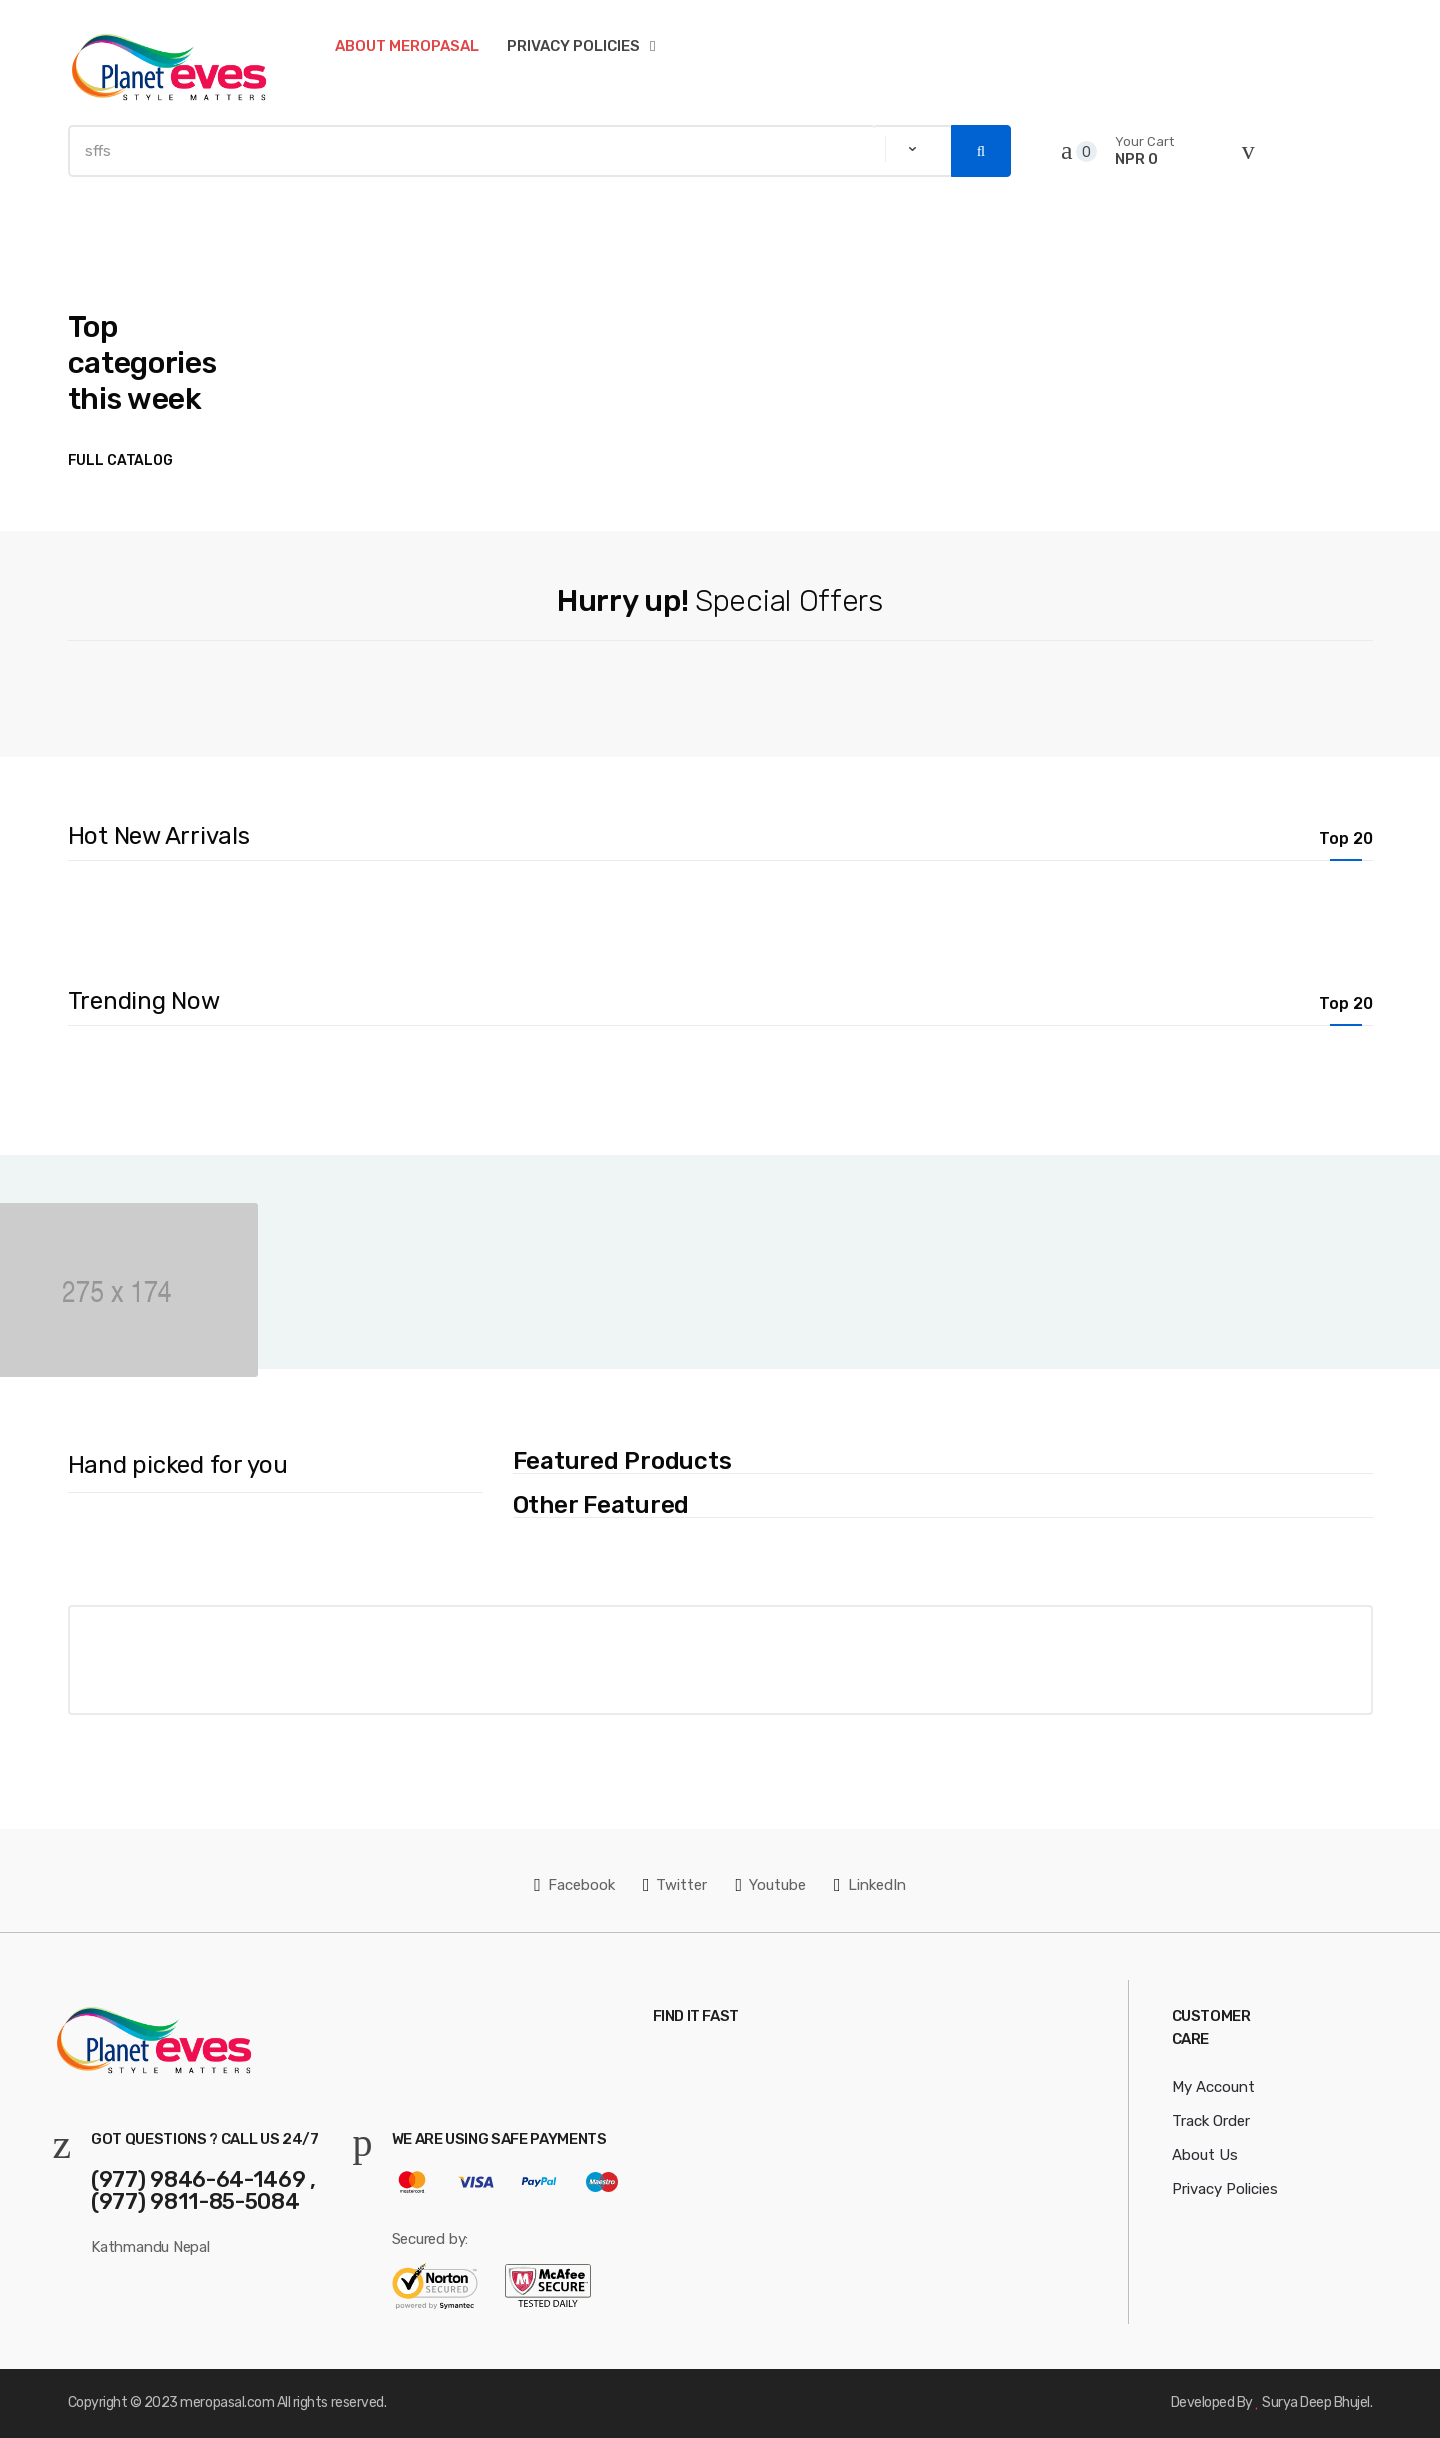 Planet eves
STYLE MATTERS
ABOUT MEROPASAL
PRIVACY POLICIES
sffs
a 0
Your Cart
NPR 0
v
Top
categories
this week
FULL CATALOG
Hurry up! Special Offers
Hot New Arrivals
Top 20
Trending Now
Top 20
275 x 174
Hand picked for you
Featured Products
Other Featured
Facebook
Twitter
Youtube
LinkedIn
Planet eves
STYLE MATTERS
z
GOT QUESTIONS ? CALL US 24/7
(977) 9846-64-1469 ,
(977) 9811-85-5084
Kathmandu Nepal
p
WE ARE USING SAFE PAYMENTS
mastercard
VISA
PayPal
Maestro
Secured by:
Norton
SECURED
powered by Symantec
McAfee
SECURE
TESTED DAILY
FIND IT FAST
CUSTOMER
CARE
My Account
Track Order
About Us
Privacy Policies
Copyright © 2023 meropasal.com All rights reserved.
Developed By , Surya Deep Bhujel.